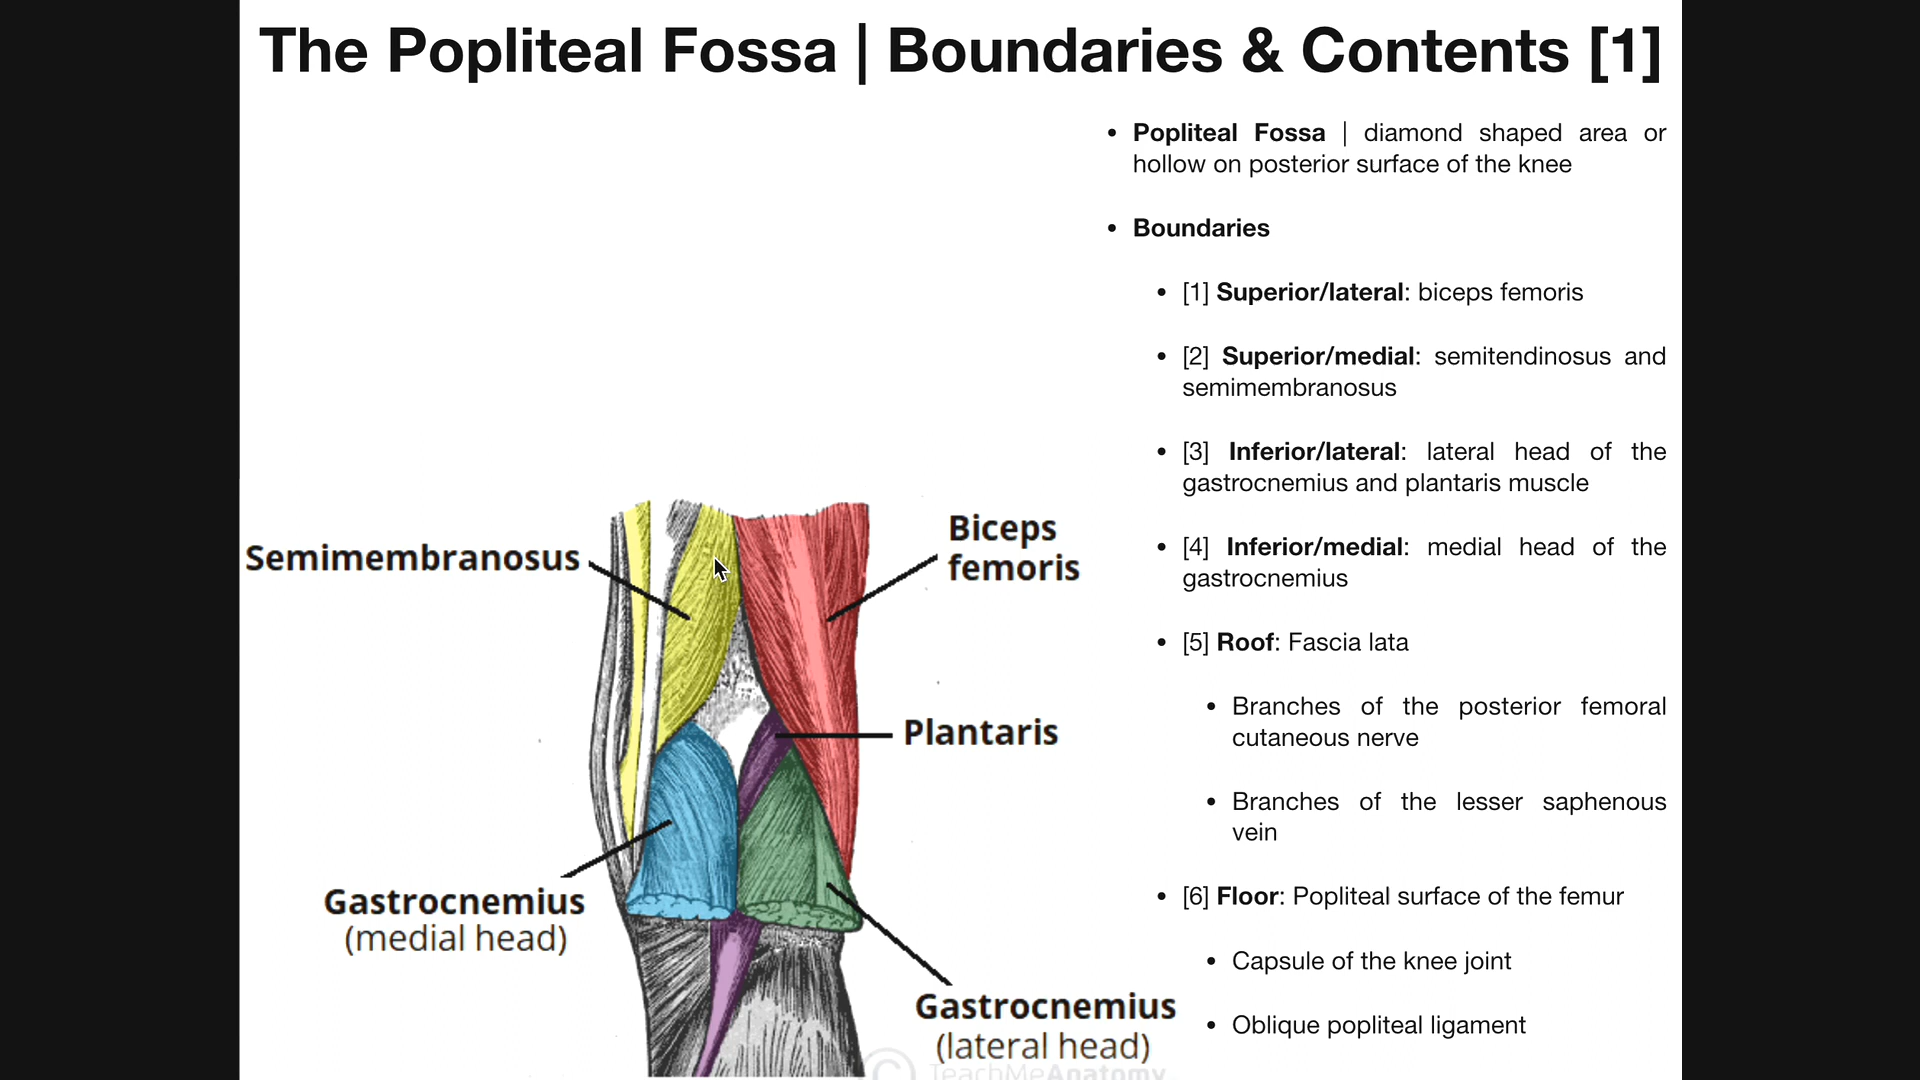 The Popliteal Fossa | Boundaries & Contents [1]
• Popliteal Fossa | diamond shaped area or
hollow on posterior surface of the knee
• Boundaries
• [1] Superior/lateral: biceps femoris
• [2] Superior/medial: semitendinosus and
semimembranosus
• [3] Inferior/lateral: lateral head of the
gastrocnemius and plantaris muscle
• [4] Inferior/medial: medial head of the
gastrocnemius
• [5] Roof: Fascia lata
• Branches of the posterior femoral
cutaneous nerve
• Branches of the lesser saphenous
vein
• [6] Floor: Popliteal surface of the femur
• Capsule of the knee joint
• Oblique popliteal ligament
Semimembranosus
Biceps
femoris
Plantaris
Gastrocnemius
(medial head)
Gastrocnemius
(lateral head)
© TeachMeAnatomy